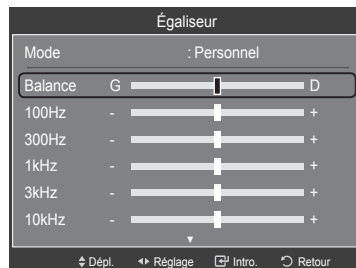 Égaliseur
Mode : Personnel
Balance G D
100Hz - +
300Hz - +
1kHz - +
3kHz - +
10kHz - +
▼
Dépl. Réglage Intro. Retour